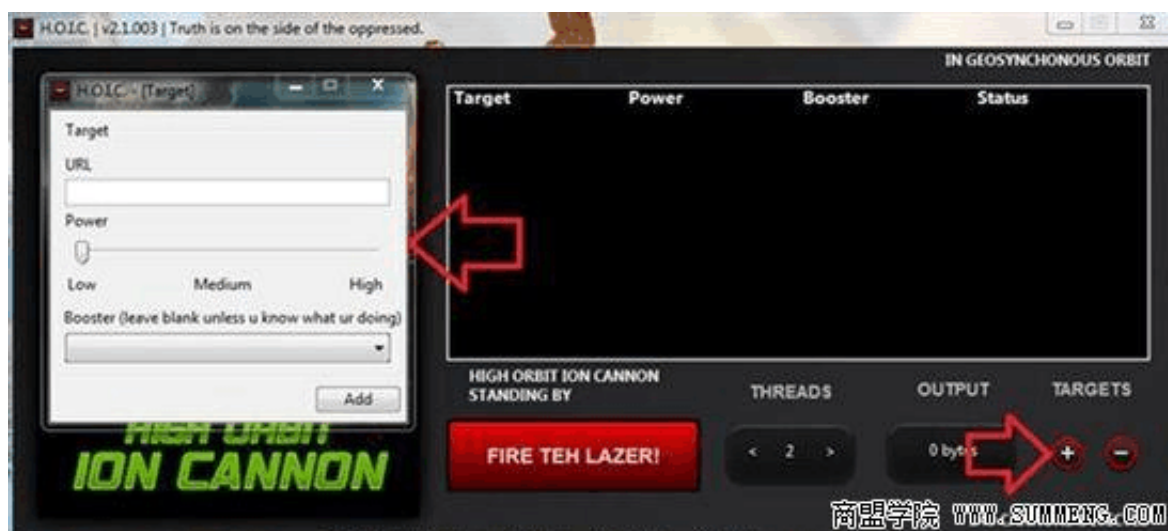 H.O.I.C. | v2.1.003 | Truth is on the side of the oppressed.
IN GEOSYNCHONOUS ORBIT
H.O.I.C. - [Target]
Target
URL
Power
Low Medium High
Booster (leave blank unless u know what ur doing)
Add
HIGH ORBIT
ION CANNON
Target Power Booster Status
HIGH ORBIT ION CANNON
STANDING BY
FIRE TEH LAZER!
THREADS
< 2 >
OUTPUT
0 bytes
TARGETS
+ −
商盟学院 WWW.SUMMENG.COM